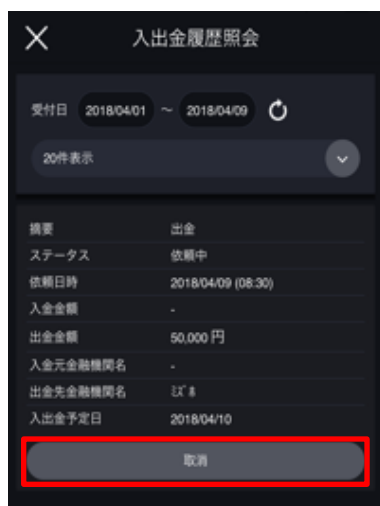 入出金履歴照会
受付日 2018/04/01 ~ 2018/04/09
20件表示
摘要 出金
ステータス 依頼中
依頼日時 2018/04/09 (08:30)
入金金額 -
出金金額 50,000 円
入金元金融機関名 -
出金先金融機関名 ﾐｽﾞﾎ
入出金予定日 2018/04/10
取消